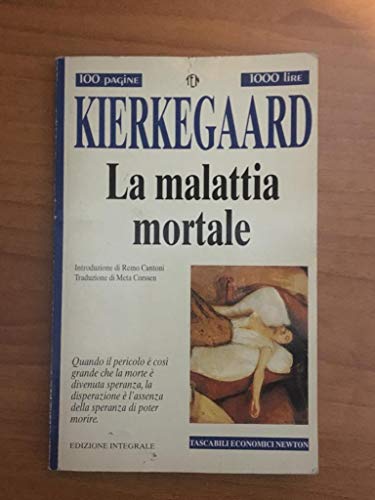 100 pagine TEN 1000 lire
KIERKEGAARD
La malattia
mortale
Introduzione di Remo Cantoni
Traduzione di Meta Corssen
Quando il pericolo è così
grande che la morte è
divenuta speranza, la
disperazione è l'assenza
della speranza di poter
morire.
EDIZIONE INTEGRALE
TASCABILI ECONOMICI NEWTON